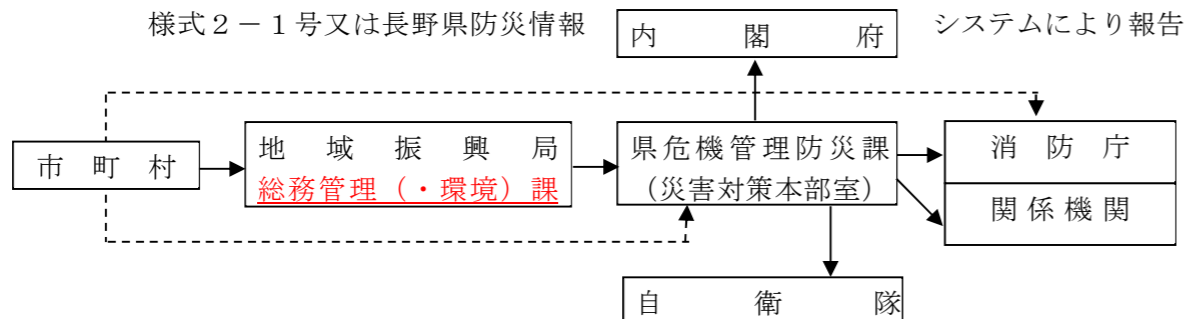 様式２－１号又は長野県防災情報
システムにより報告
内閣府
市町村
地域振興局
総務管理（・環境）課
県危機管理防災課
（災害対策本部室）
消防庁
関係機関
自衛隊